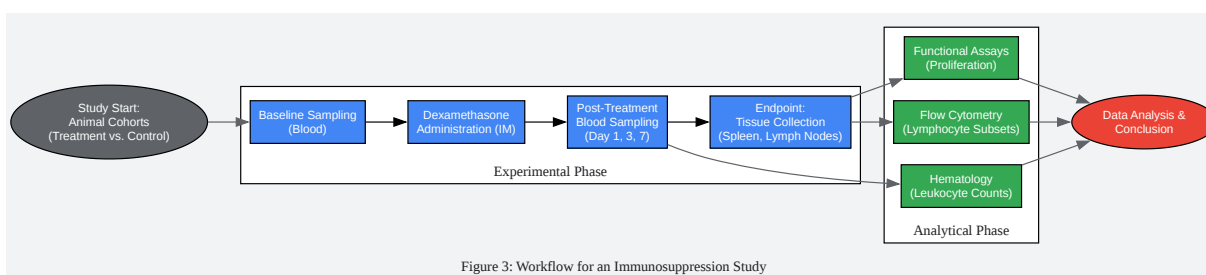 Study Start:
Animal Cohorts
(Treatment vs. Control)
Baseline Sampling
(Blood)
Dexamethasone
Administration (IM)
Post-Treatment
Blood Sampling
(Day 1, 3, 7)
Endpoint:
Tissue Collection
(Spleen, Lymph Nodes)
Experimental Phase
Functional Assays
(Proliferation)
Flow Cytometry
(Lymphocyte Subsets)
Hematology
(Leukocyte Counts)
Analytical Phase
Data Analysis &
Conclusion
Figure 3: Workflow for an Immunosuppression Study